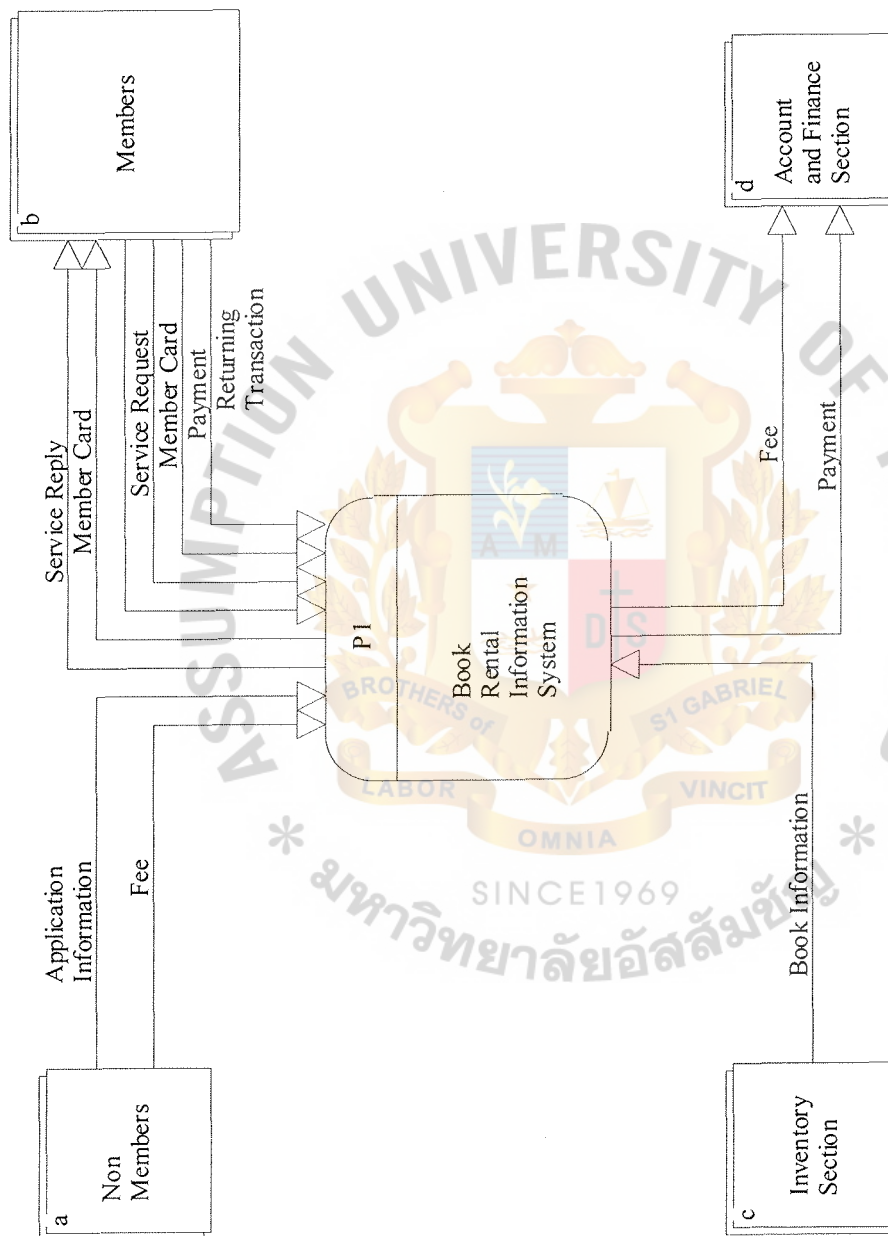 a
Non
Members
Application
Information
Fee
Service Reply
Member Card
Service Request
Member Card
Payment
Returning
Transaction
b
Members
P1
Book
Rental
Information
System
c
Inventory
Section
Book Information
Fee
Payment
d
Account
and Finance
Section
ASSUMPTION UNIVERSITY OF
A M
D S
BROTHERS of
S1 GABRIEL
LABOR
OMNIA
VINCIT
SINCE1969
มหาวิทยาลัยอัสสัมชัญ